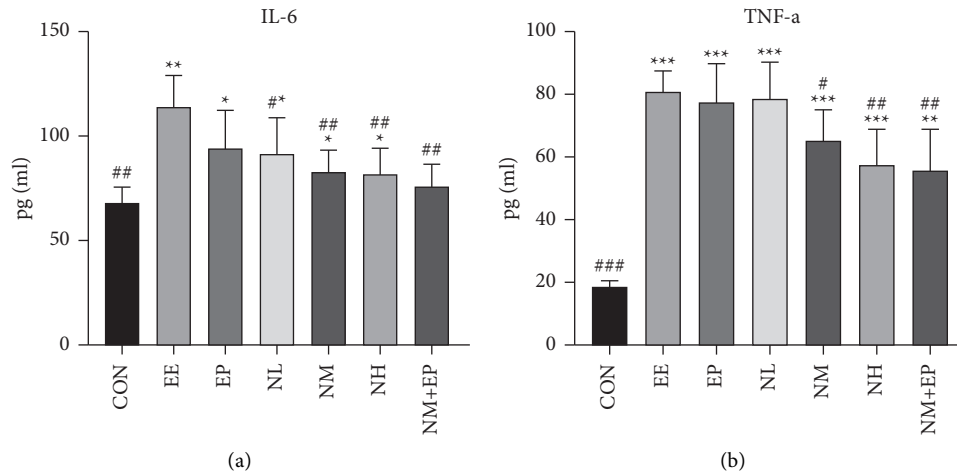 IL-6
150
100
50
0
pg (ml)
##
**
*
#*
##
*
##
*
##
CON
EE
EP
NL
NM
NH
NM+EP
(a)
TNF-a
100
80
60
40
20
0
pg (ml)
###
***
***
***
#
***
##
***
##
**
CON
EE
EP
NL
NM
NH
NM+EP
(b)